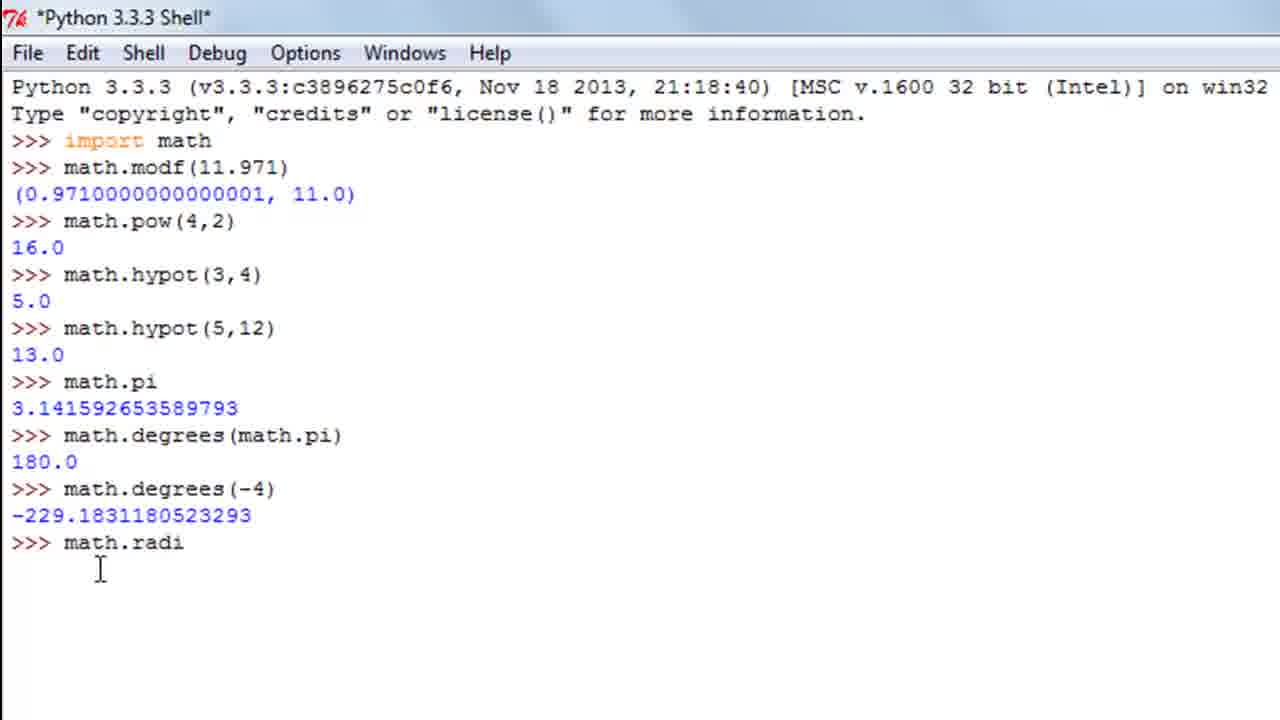 *Python 3.3.3 Shell*
File Edit Shell Debug Options Windows Help
Python 3.3.3 (v3.3.3:c3896275c0f6, Nov 18 2013, 21:18:40) [MSC v.1600 32 bit (Intel)] on win32
Type "copyright", "credits" or "license()" for more information.
>>> import math
>>> math.modf(11.971)
(0.9710000000000001, 11.0)
>>> math.pow(4,2)
16.0
>>> math.hypot(3,4)
5.0
>>> math.hypot(5,12)
13.0
>>> math.pi
3.141592653589793
>>> math.degrees(math.pi)
180.0
>>> math.degrees(-4)
-229.1831180523293
>>> math.radi